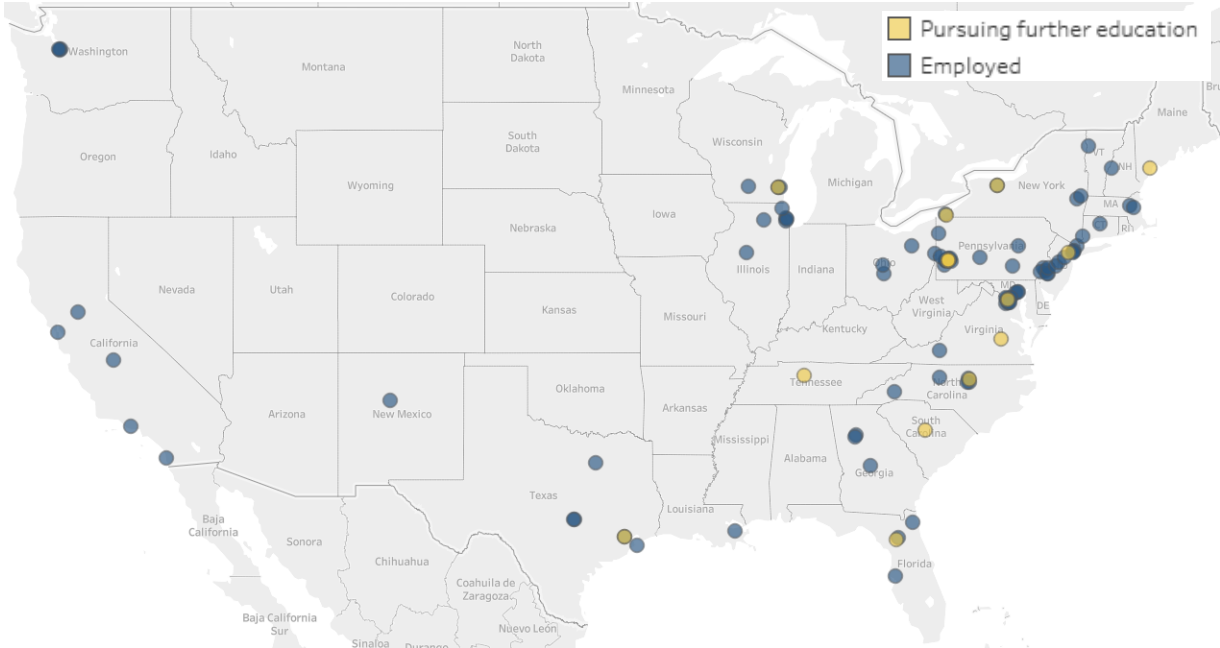 Pursuing further education
Employed
Washington
Montana
North
Dakota
Minnesota
Maine
Oregon
Idaho
South
Dakota
Wisconsin
Michigan
VT
NH
New York
MA
CT
RI
Wyoming
Iowa
Nebraska
Pennsylvania
Nevada
Utah
Colorado
Illinois
Indiana
Ohio
MD
DE
West
Virginia
California
Kansas
Missouri
Kentucky
Virginia
Arizona
New Mexico
Oklahoma
Arkansas
Tennessee
North
Carolina
South
Carolina
Mississippi
Alabama
Georgia
Texas
Louisiana
Florida
Baja
California
Sonora
Chihuahua
Coahuila de
Zaragoza
Baja California
Sur
Nuevo León
Sinaloa
Durango